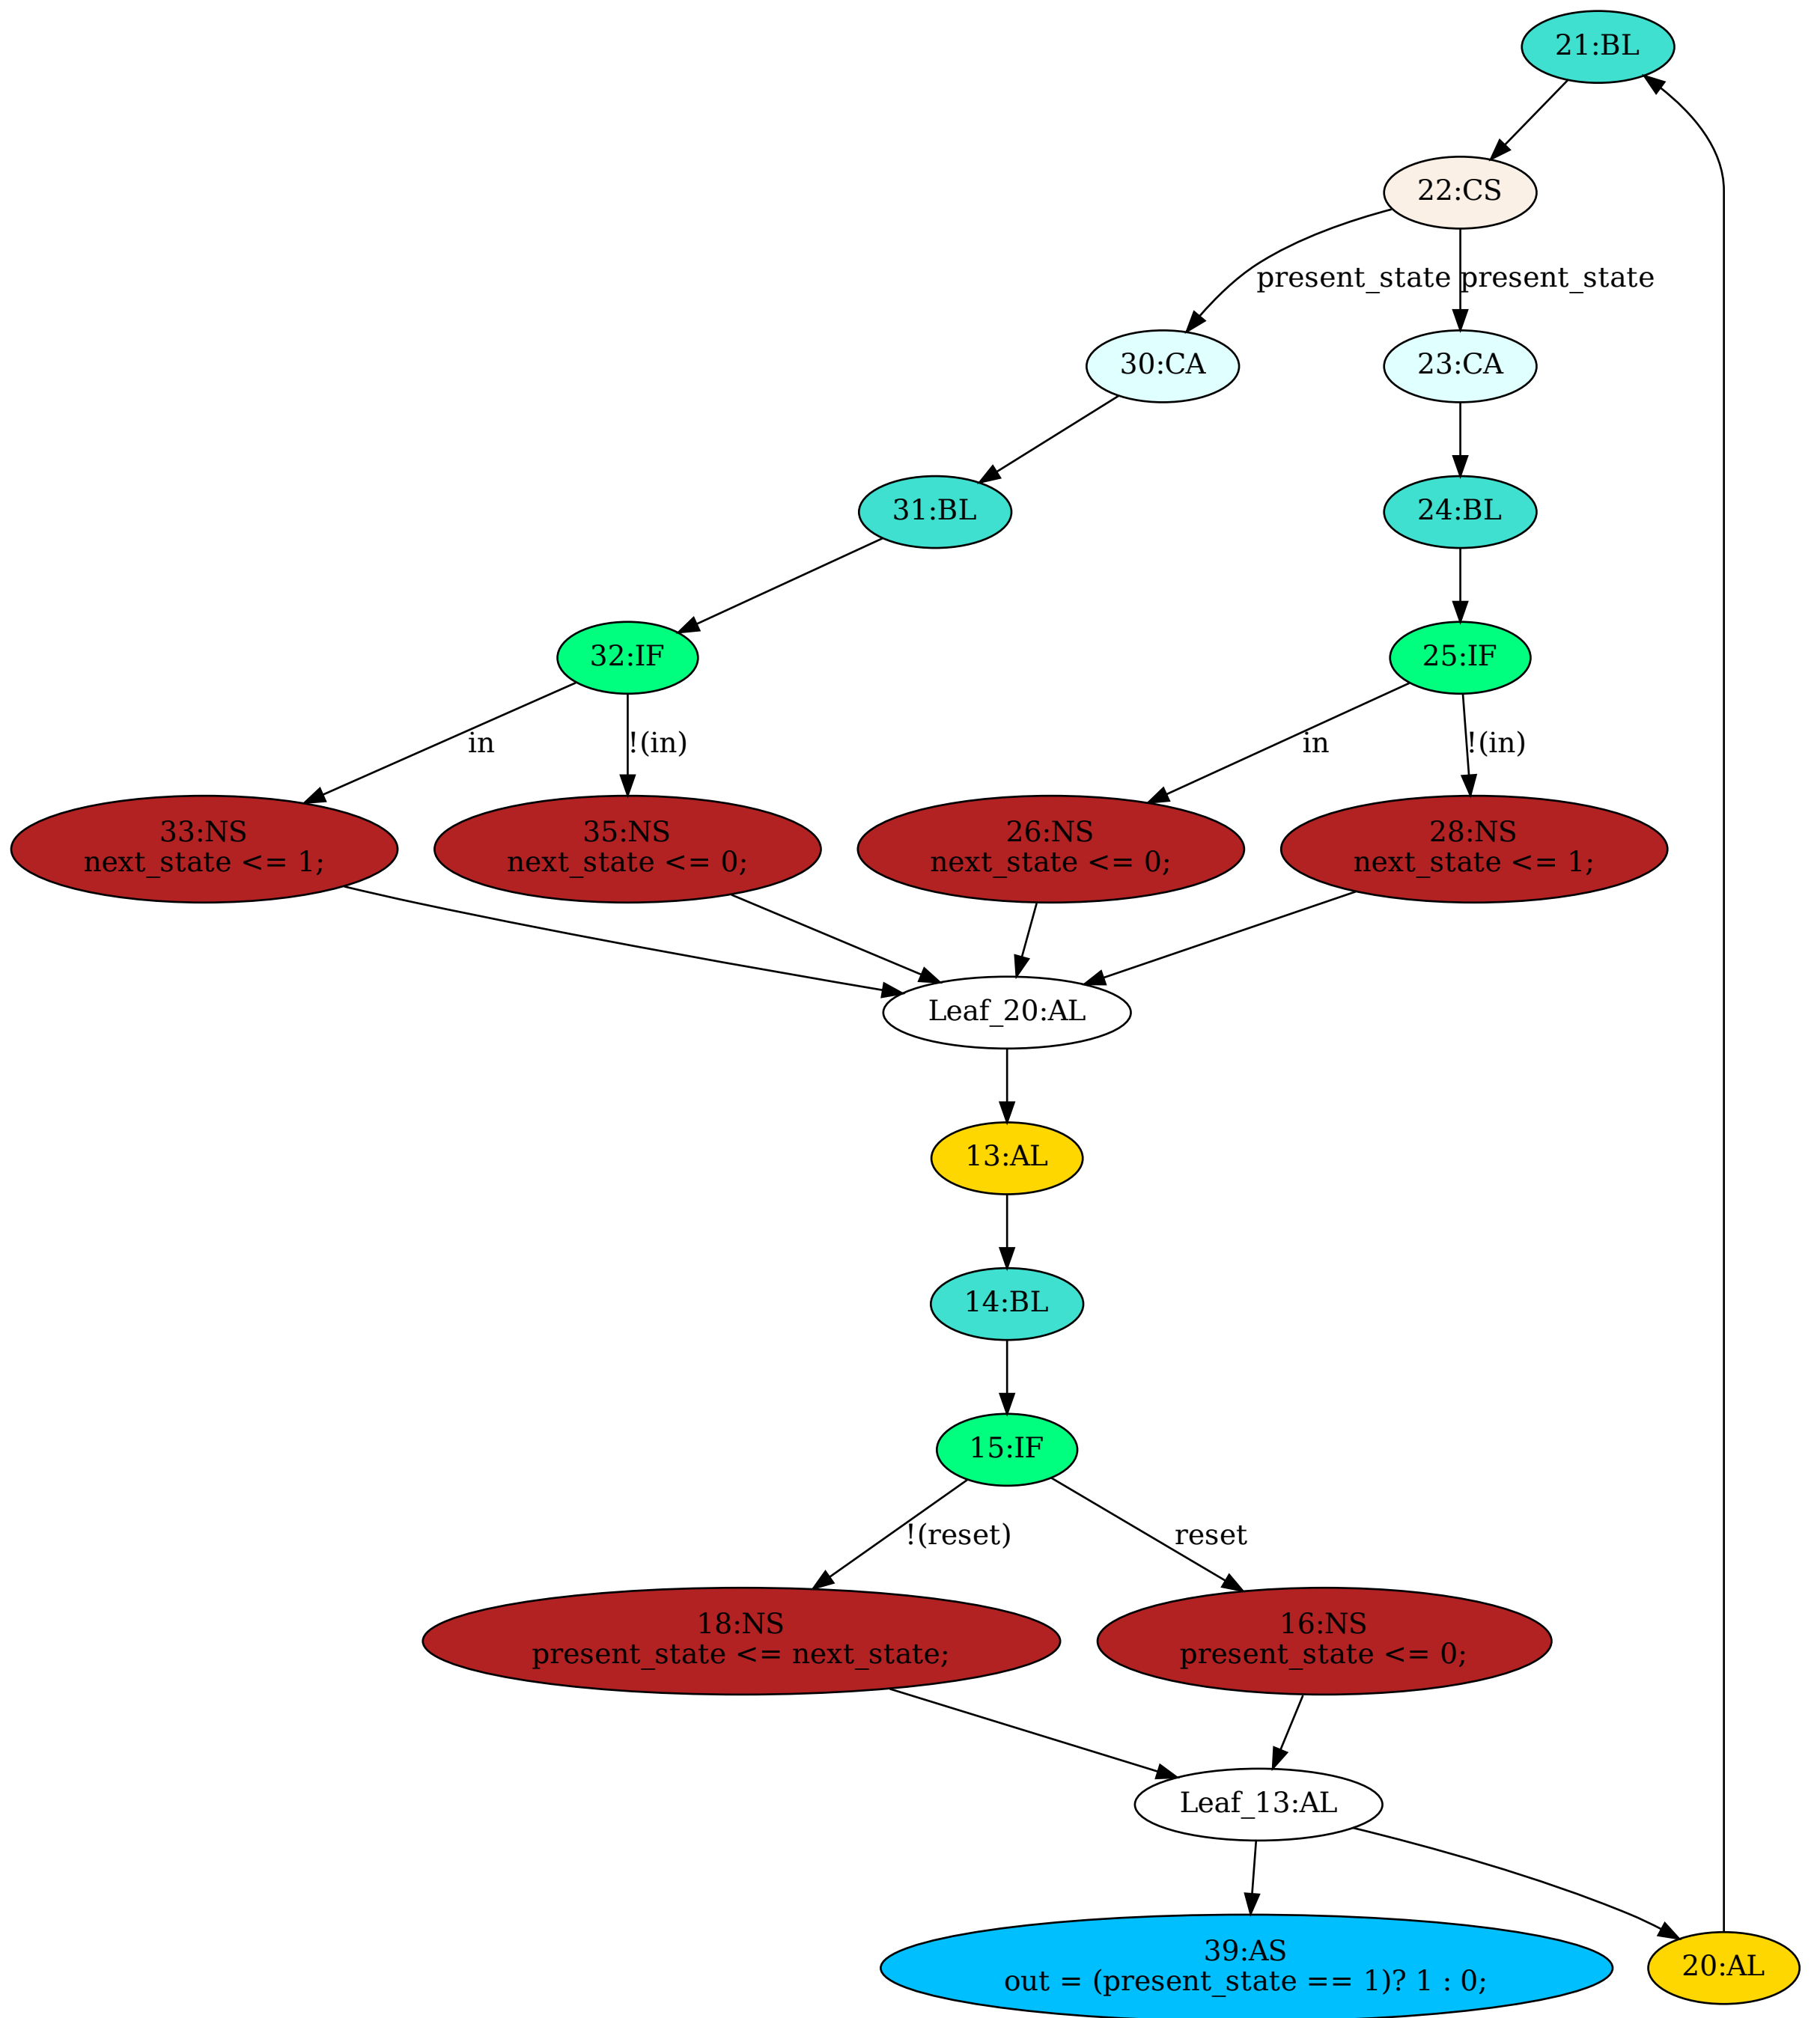 21:BL
22:CS
present_state
present_state
30:CA
23:CA
31:BL
24:BL
32:IF
25:IF
in
!(in)
in
!(in)
33:NS
next_state <= 1;
35:NS
next_state <= 0;
26:NS
next_state <= 0;
28:NS
next_state <= 1;
Leaf_20:AL
13:AL
14:BL
15:IF
!(reset)
reset
18:NS
present_state <= next_state;
16:NS
present_state <= 0;
Leaf_13:AL
39:AS
out = (present_state == 1)? 1 : 0;
20:AL